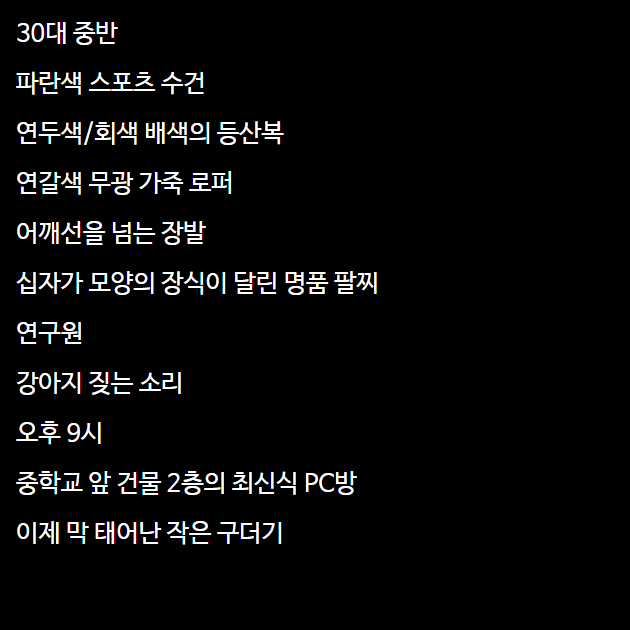 30대 중반
파란색 스포츠 수건
연두색/회색 배색의 등산복
연갈색 무광 가죽 로퍼
어깨선을 넘는 장발
십자가 모양의 장식이 달린 명품 팔찌
연구원
강아지 짖는 소리
오후 9시
중학교 앞 건물 2층의 최신식 PC방
이제 막 태어난 작은 구더기